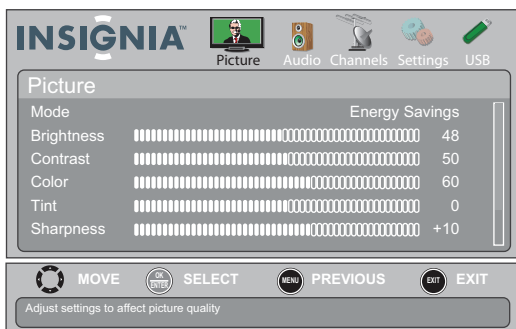 INSIGNIA™
Picture Audio Channels Settings USB
Picture
Mode Energy Savings
Brightness 48
Contrast 50
Color 60
Tint 0
Sharpness +10
MOVE OK ENTER SELECT MENU PREVIOUS EXIT EXIT
Adjust settings to affect picture quality